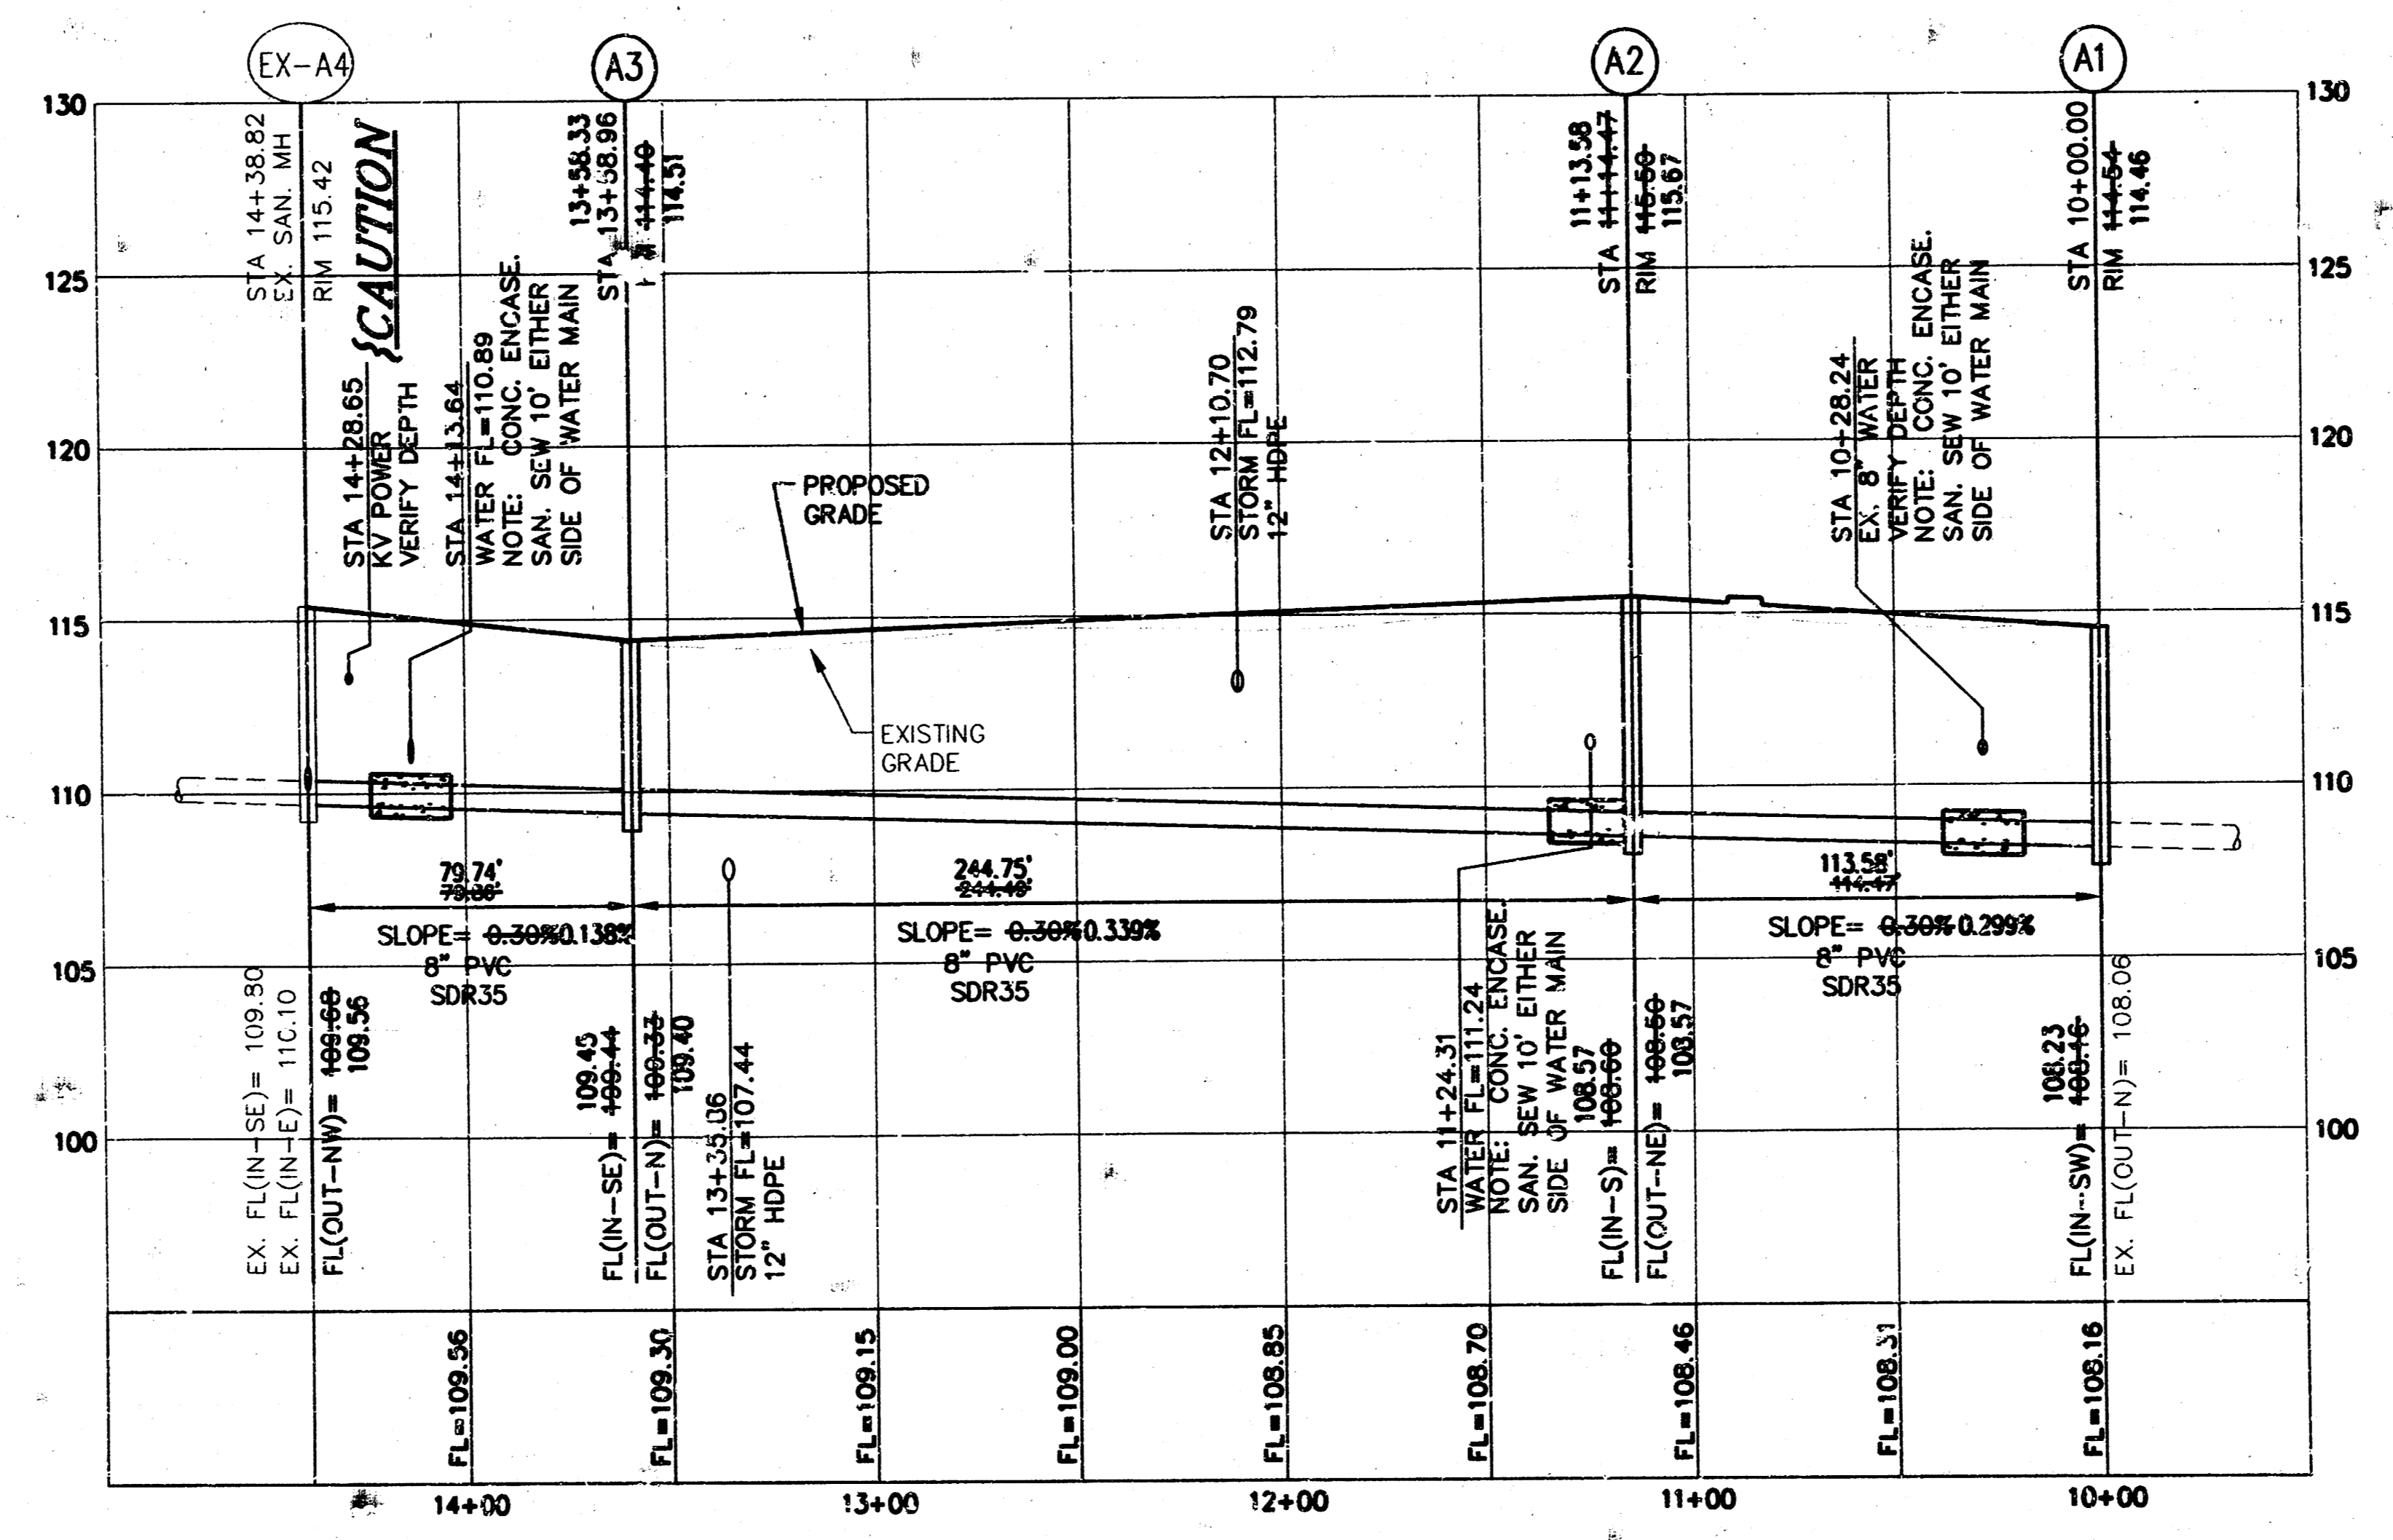 EX-A4
A3
A2
A1
130
125
120
115
110
105
100
130
125
120
115
110
105
100
STA 14+38.82
EX. SAN. MH
RIM 115.42
{CAUTION
STA 14+28.65
KV POWER
VERIFY DEPTH
STA 14+13.64
WATER FL=110.89
NOTE: CONC. ENCASE.
SAN. SEW 10' EITHER
SIDE OF WATER MAIN
13+58.33
STA 13+58.96
114.40
114.51
PROPOSED
GRADE
EXISTING
GRADE
STA 12+10.70
STORM FL=112.79
12" HDPE
11+13.58
STA 11+14.47
RIM 115.50
115.67
STA 10+28.24
EX. 8" WATER
VERIFY DEPTH
NOTE: CONC. ENCASE.
SAN. SEW 10' EITHER
SIDE OF WATER MAIN
STA 10+00.00
RIM 114.54
114.46
79.74'
79.86'
SLOPE= 0.30% 0.138%
8" PVC
SDR35
244.75'
244.49'
SLOPE= 0.30% 0.339%
8" PVC
SDR35
113.58'
114.47'
SLOPE= 0.30% 0.299%
8" PVC
SDR35
EX. FL(IN-SE)= 109.80
EX. FL(IN-E)= 110.10
FL(OUT-NW)= 109.68
109.56
109.45
FL(IN-SE)= 109.44
FL(OUT-N)= 109.33
109.40
STA 13+35.06
STORM FL=107.44
12" HDPE
STA 11+24.31
WATER FL=111.24
NOTE: CONC. ENCASE.
SAN. SEW 10' EITHER
SIDE OF WATER MAIN
108.57
FL(IN-S)= 108.60
FL(OUT-NE)= 108.50
108.57
108.23
FL(IN-SW)= 108.16
EX. FL(OUT-N)= 108.06
FL=109.56
FL=109.30
FL=109.15
FL=109.00
FL=108.85
FL=108.70
FL=108.46
FL=108.31
FL=108.16
14+00
13+00
12+00
11+00
10+00